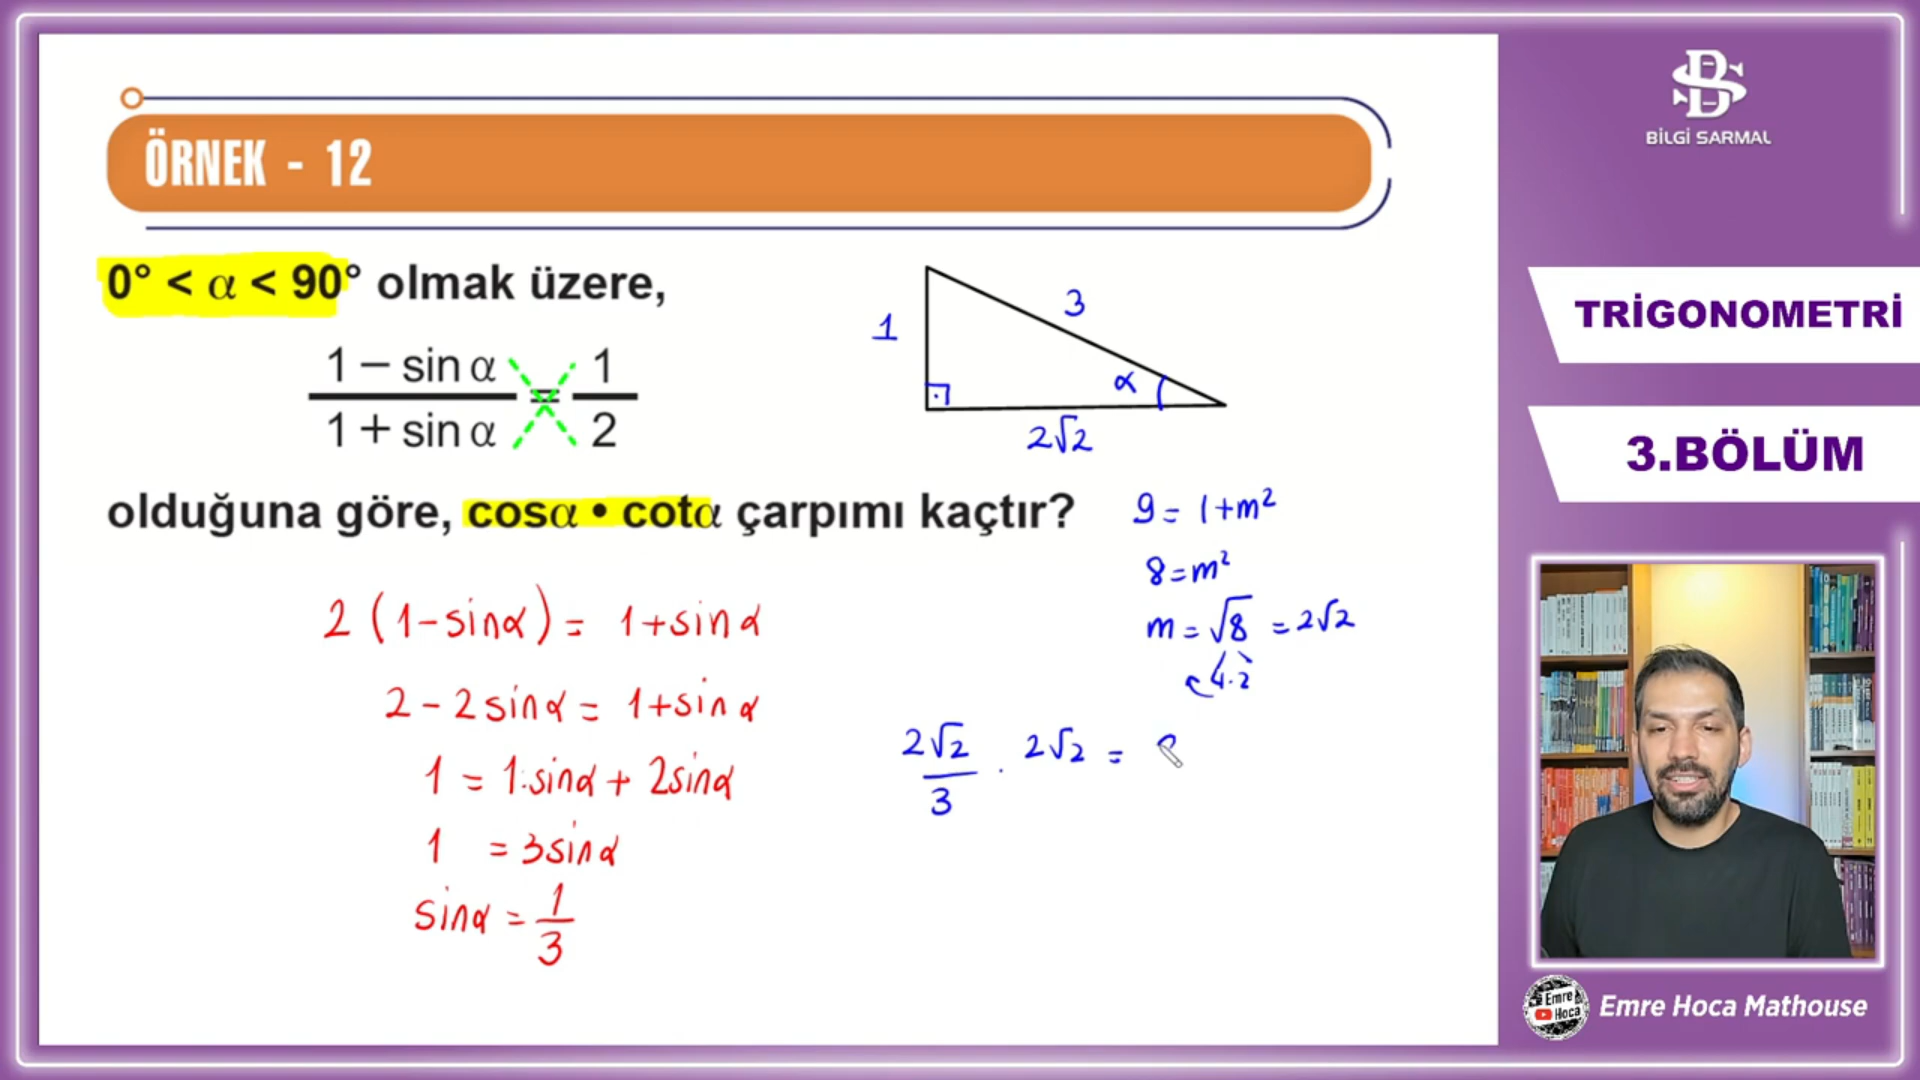 ÖRNEK - 12
0° < α < 90° olmak üzere,
1 − sin α / 1 + sin α = 1 / 2
olduğuna göre, cosα • cotα çarpımı kaçtır?
2 (1-sinα) = 1+sinα
2 - 2sinα = 1+sinα
1 = 1.sinα + 2sinα
1 = 3sinα
sinα = 1/3
1
3
α
2√2
9 = 1+m²
8 = m²
m = √8 = 2√2
4.2
2√2/3 . 2√2 =
BİLGİ SARMAL
TRİGONOMETRİ
3.BÖLÜM
Emre Hoca
Emre Hoca Mathouse